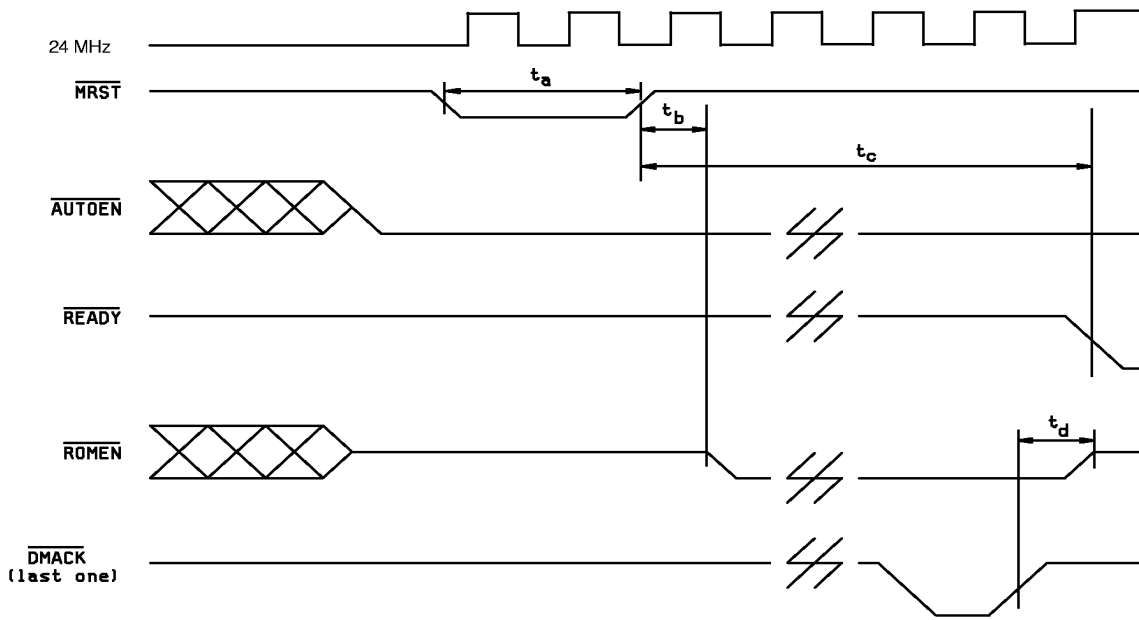 24 MHz
MRST
ta
tb
tc
AUTOEN
READY
ROMEN
td
DMACK
(last one)